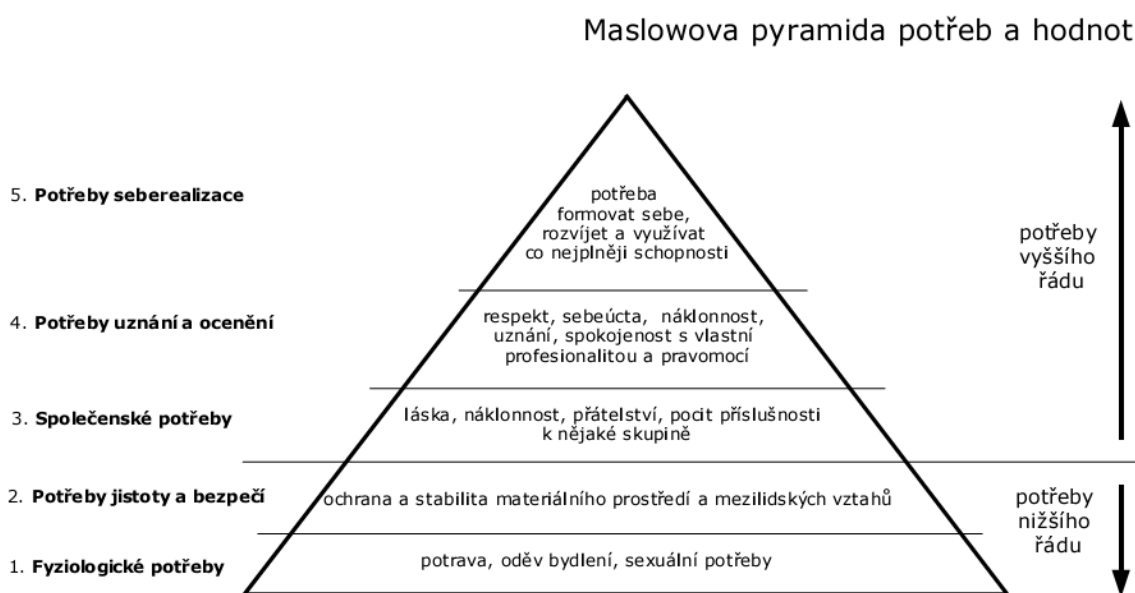 Maslowova pyramida potřeb a hodnot
5. Potřeby seberealizace
potřeba
formovat sebe,
rozvíjet a využívat
co nejplněji schopnosti
potřeby
vyššího
řádu
4. Potřeby uznání a ocenění
respekt, sebeúcta, náklonnost,
uznání, spokojenost s vlastní
profesionalitou a pravomocí
3. Společenské potřeby
láska, náklonnost, přátelství, pocit příslušnosti
k nějaké skupině
2. Potřeby jistoty a bezpečí
ochrana a stabilita materiálního prostředí a mezilidských vztahů
potřeby
nižšího
řádu
1. Fyziologické potřeby
potrava, oděv bydlení, sexuální potřeby